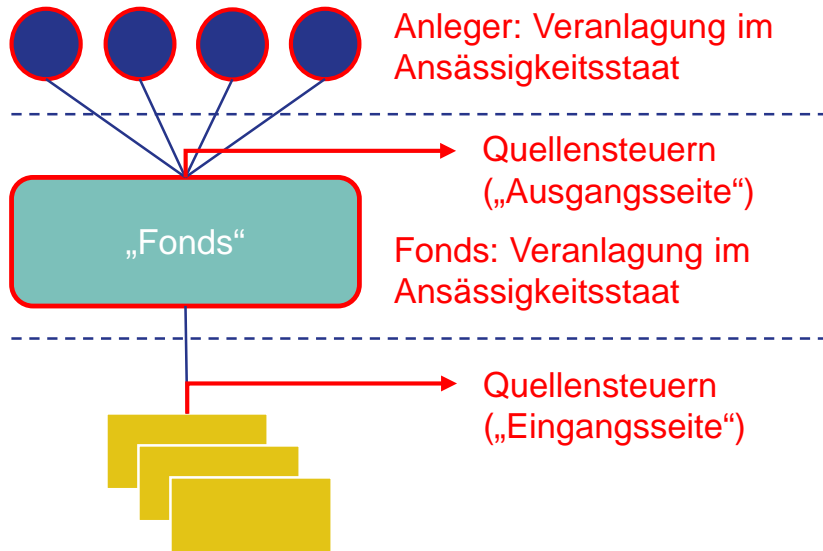 Anleger: Veranlagung im
Ansässigkeitsstaat
Quellensteuern
(„Ausgangsseite“)
„Fonds“
Fonds: Veranlagung im
Ansässigkeitsstaat
Quellensteuern
(„Eingangsseite“)